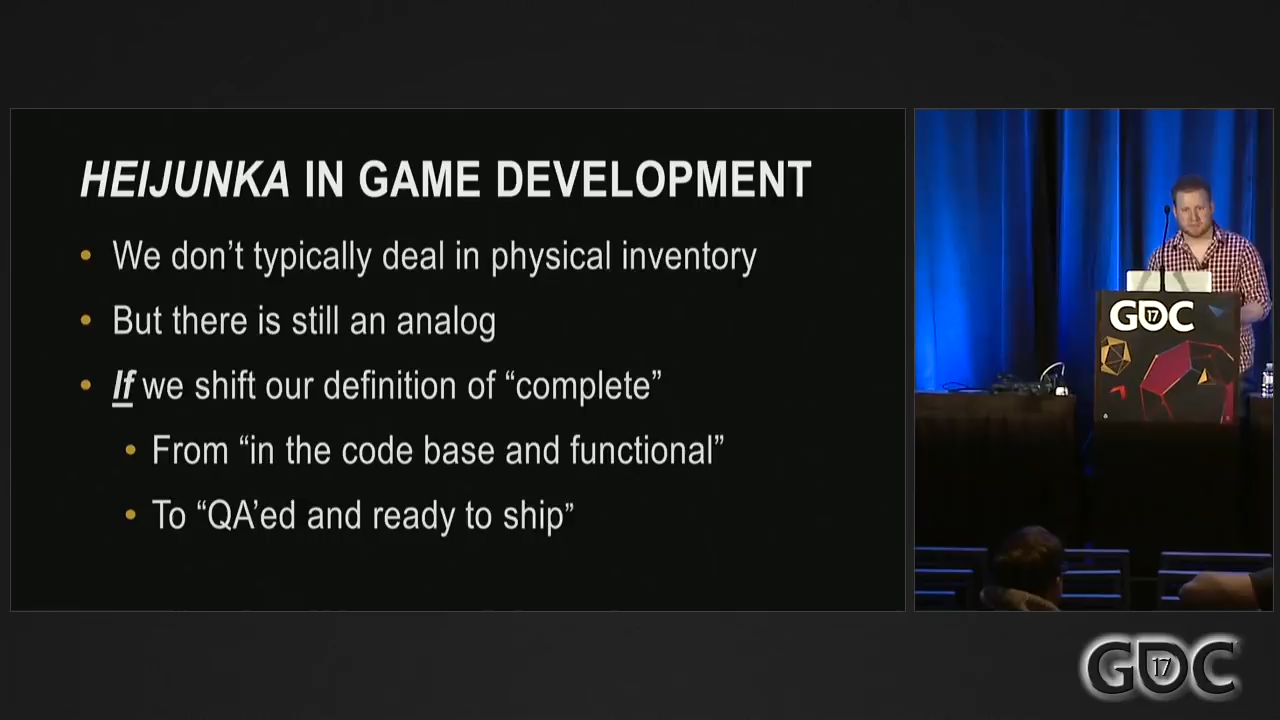 HEIJUNKA IN GAME DEVELOPMENT
• We don’t typically deal in physical inventory
• But there is still an analog
• If we shift our definition of “complete”
• From “in the code base and functional”
• To “QA’ed and ready to ship”
GDC 17
GDC 17